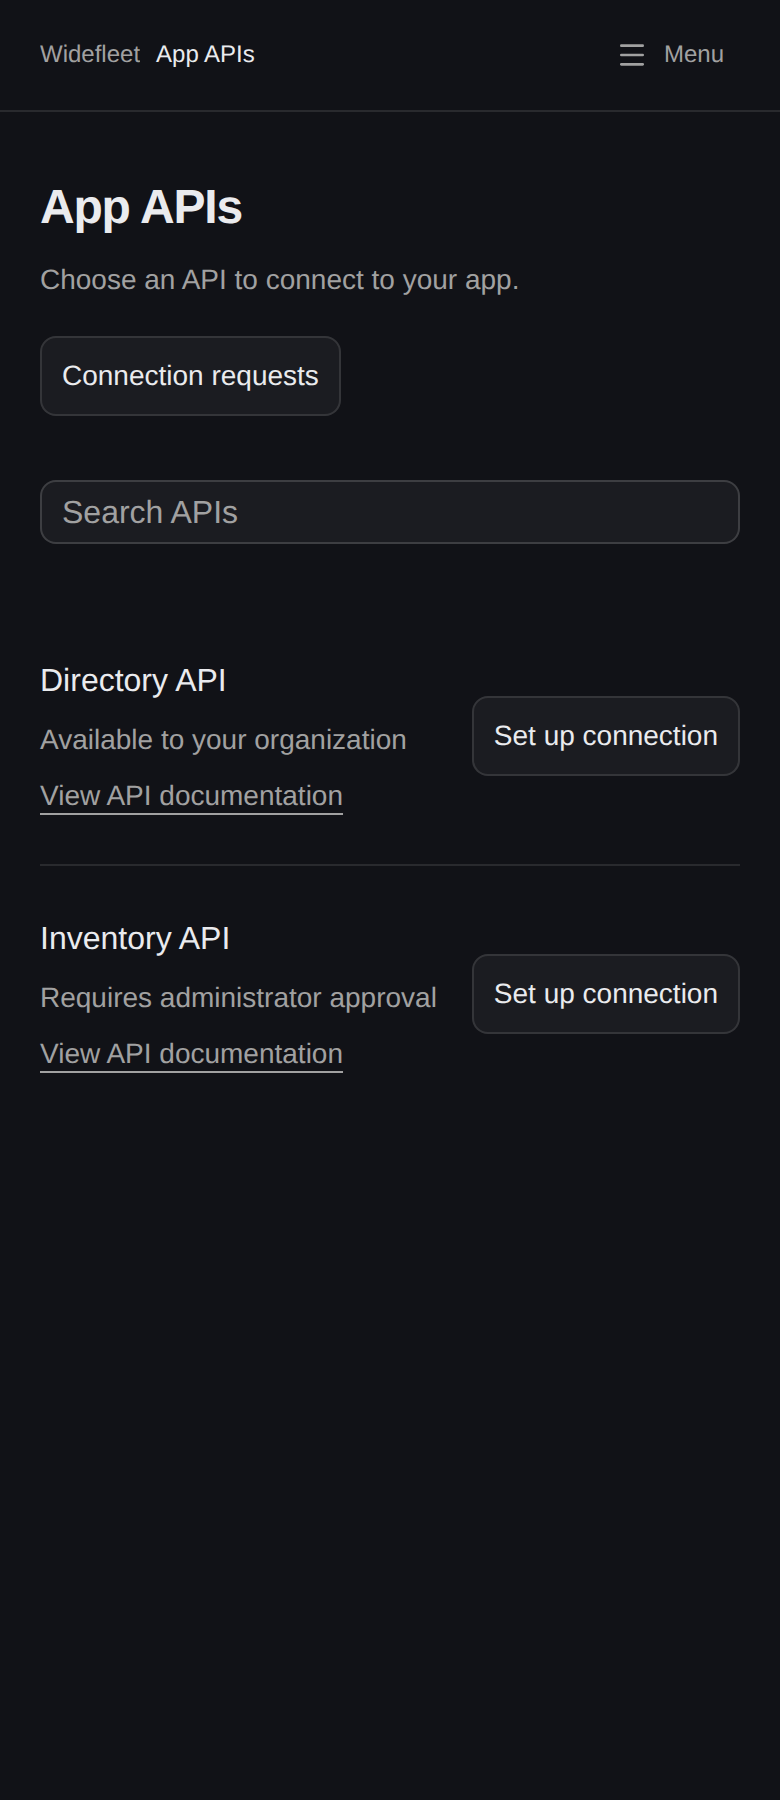 Widefleet App APIs
Menu
App APIs
Choose an API to connect to your app.
Connection requests
Search APIs
Directory API
Available to your organization
View API documentation
Set up connection
Inventory API
Requires administrator approval
View API documentation
Set up connection